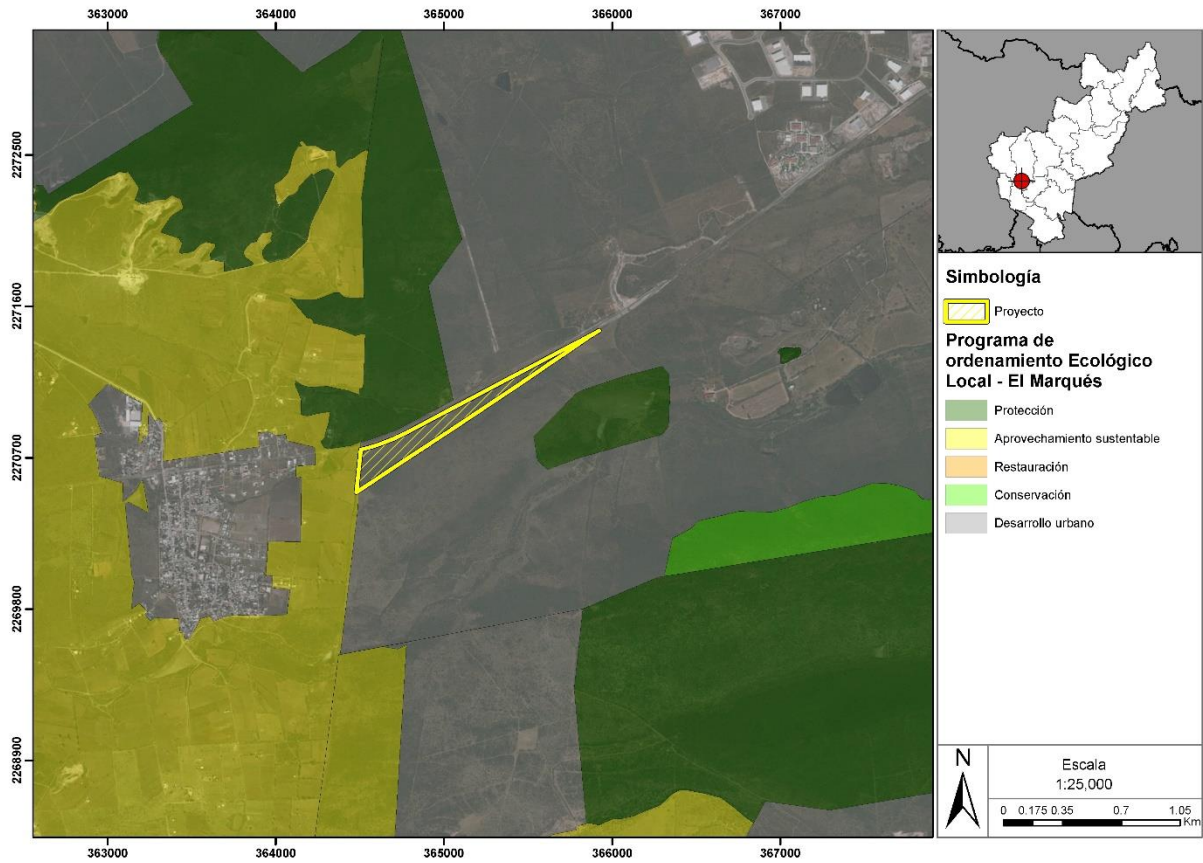 363000 364000 365000 366000 367000
2272500
2271600
2270700
2269800
2268900
363000 364000 365000 366000 367000
Simbología
Proyecto
Programa de
ordenamiento Ecológico
Local - El Marqués
Protección
Aprovechamiento sustentable
Restauración
Conservación
Desarrollo urbano
N
Escala
1:25,000
0 0.175 0.35 0.7 1.05
Km